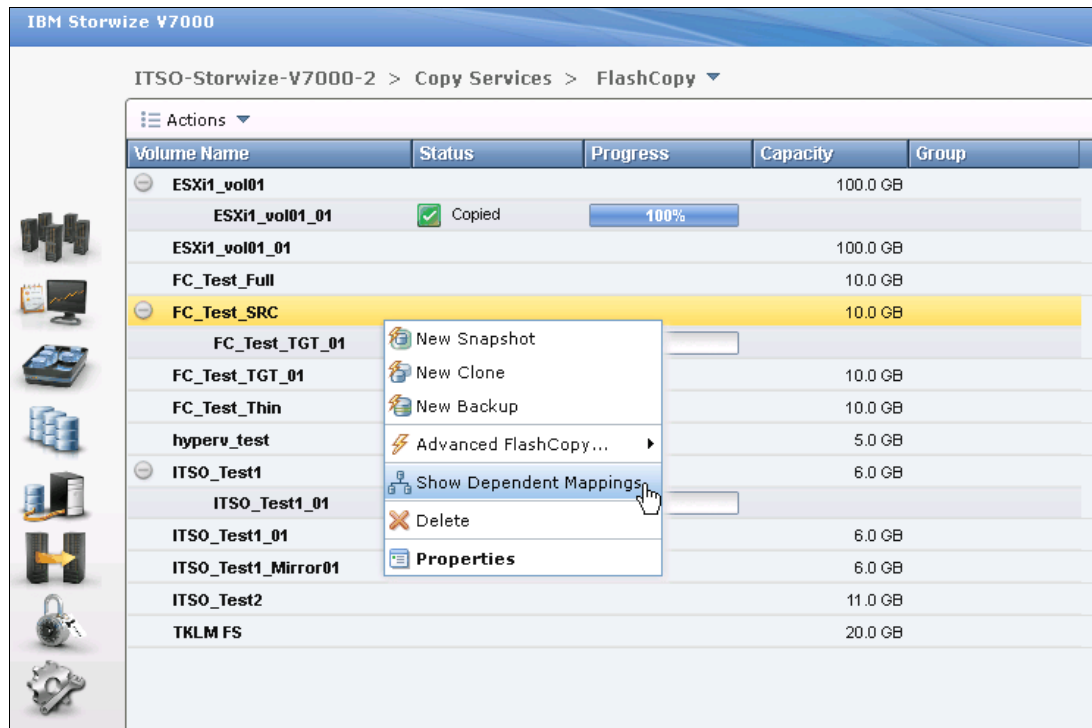 IBM Storwize V7000
ITSO-Storwize-V7000-2 > Copy Services > FlashCopy
Actions
Volume Name Status Progress Capacity Group
ESXi1_vol01 100.0 GB
ESXi1_vol01_01 Copied 100%
ESXi1_vol01_01 100.0 GB
FC_Test_Full 10.0 GB
FC_Test_SRC 10.0 GB
New Snapshot
FC_Test_TGT_01
New Clone
FC_Test_TGT_01 10.0 GB
New Backup
FC_Test_Thin 10.0 GB
Advanced FlashCopy...
hyperv_test 5.0 GB
ITSO_Test1 6.0 GB
Show Dependent Mappings
ITSO_Test1_01
Delete
ITSO_Test1_01 6.0 GB
Properties
ITSO_Test1_Mirror01 6.0 GB
ITSO_Test2 11.0 GB
TKLM FS 20.0 GB